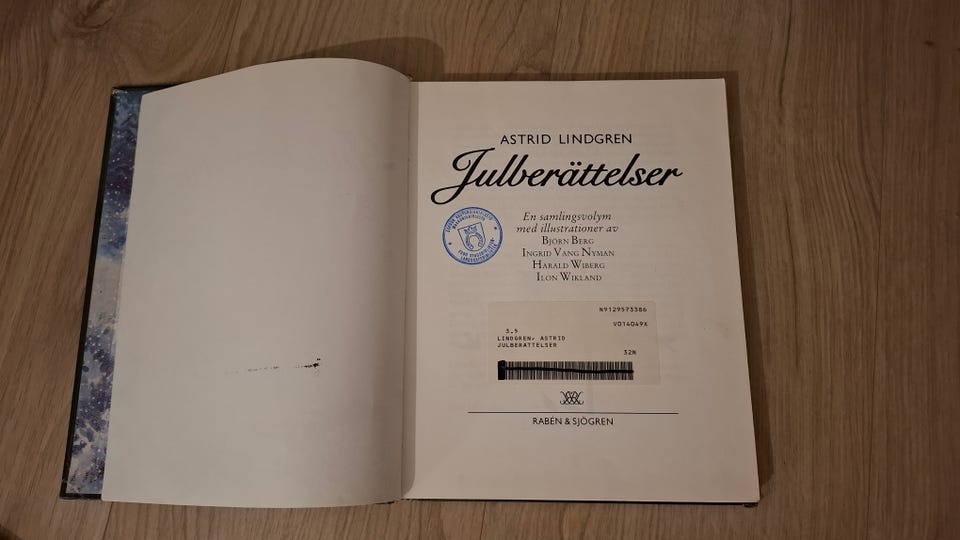 ASTRID LINDGREN
Julberättelser
En samlingsvolym
med illustrationer av
BJÖRN BERG
INGRID VANG NYMAN
HARALD WIBERG
ILON WIKLAND
N9129573386
V014049X
3.5
LINDGREN, ASTRID
JULBERATTELSER
32N
RABÉN & SJÖGREN